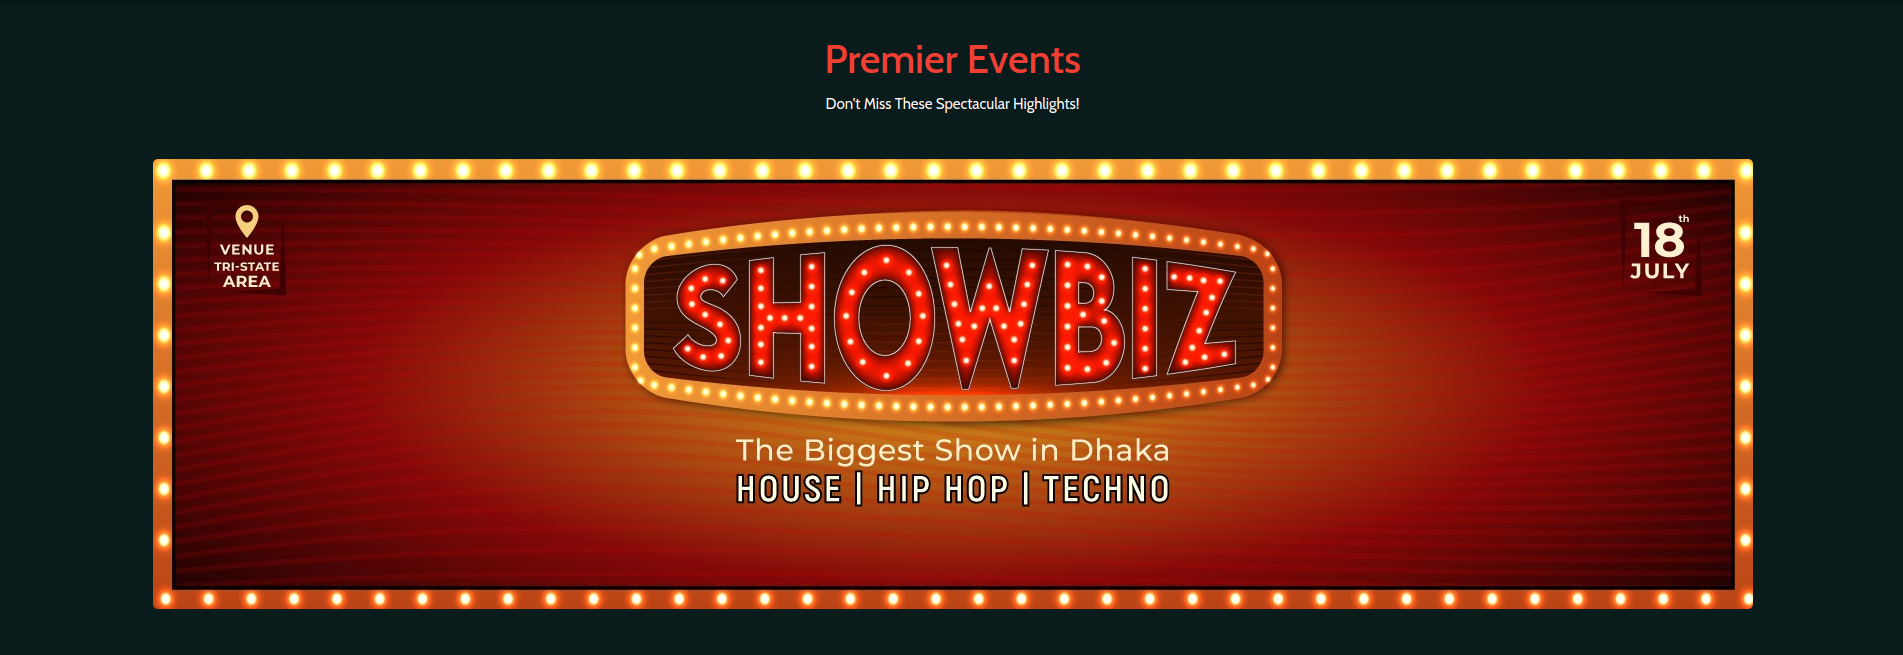 Premier Events
Don't Miss These Spectacular Highlights!
VENUE
TRI-STATE
AREA
18th
JULY
SHOWBIZ
The Biggest Show in Dhaka
HOUSE | HIP HOP | TECHNO